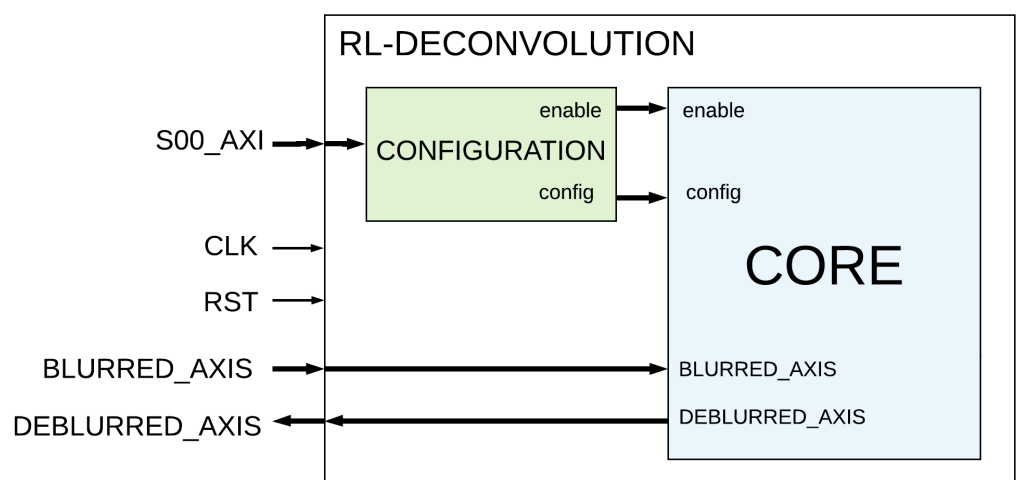 RL-DECONVOLUTION
enable
enable
S00_AXI
CONFIGURATION
config
config
CLK
CORE
RST
BLURRED_AXIS
BLURRED_AXIS
DEBLURRED_AXIS
DEBLURRED_AXIS